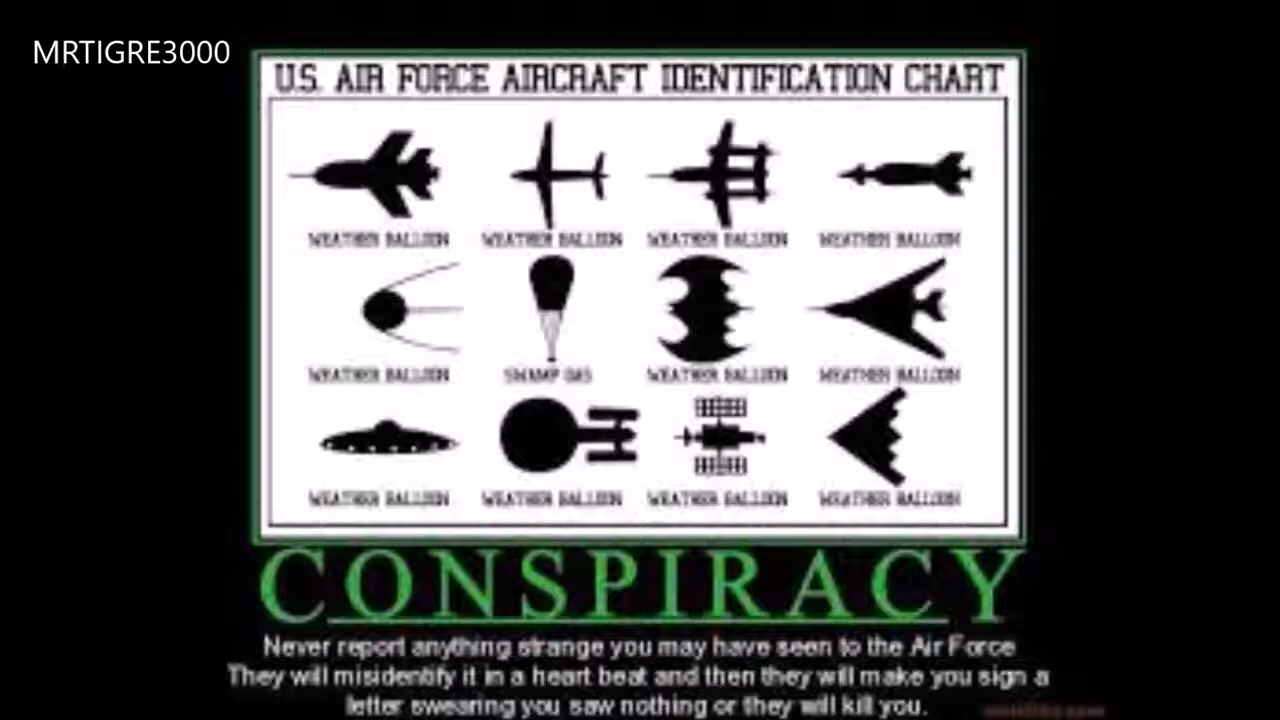 MRTIGRE3000
U.S. AIR FORCE AIRCRAFT IDENTIFICATION CHART
WEATHER BALLOON WEATHER BALLOON WEATHER BALLOON WEATHER BALLOON
WEATHER BALLOON SWAMP GAS WEATHER BALLOON WEATHER BALLOON
WEATHER BALLOON WEATHER BALLOON WEATHER BALLOON WEATHER BALLOON
CONSPIRACY
Never report anything strange you may have seen to the Air Force
They will misidentify it in a heart beat and then they will make you sign a
letter swearing you saw nothing or they will kill you.